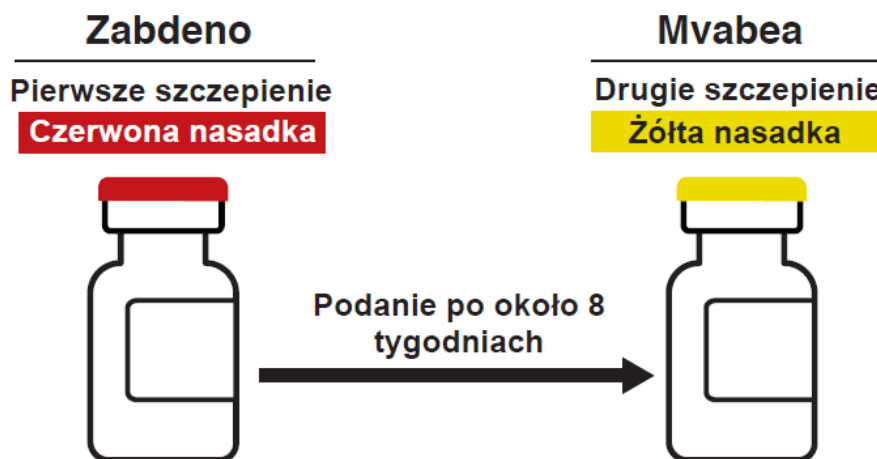 Zabdeno
Pierwsze szczepienie
Czerwona nasadka
Mvabea
Drugie szczepienie
Żółta nasadka
Podanie po około 8
tygodniach